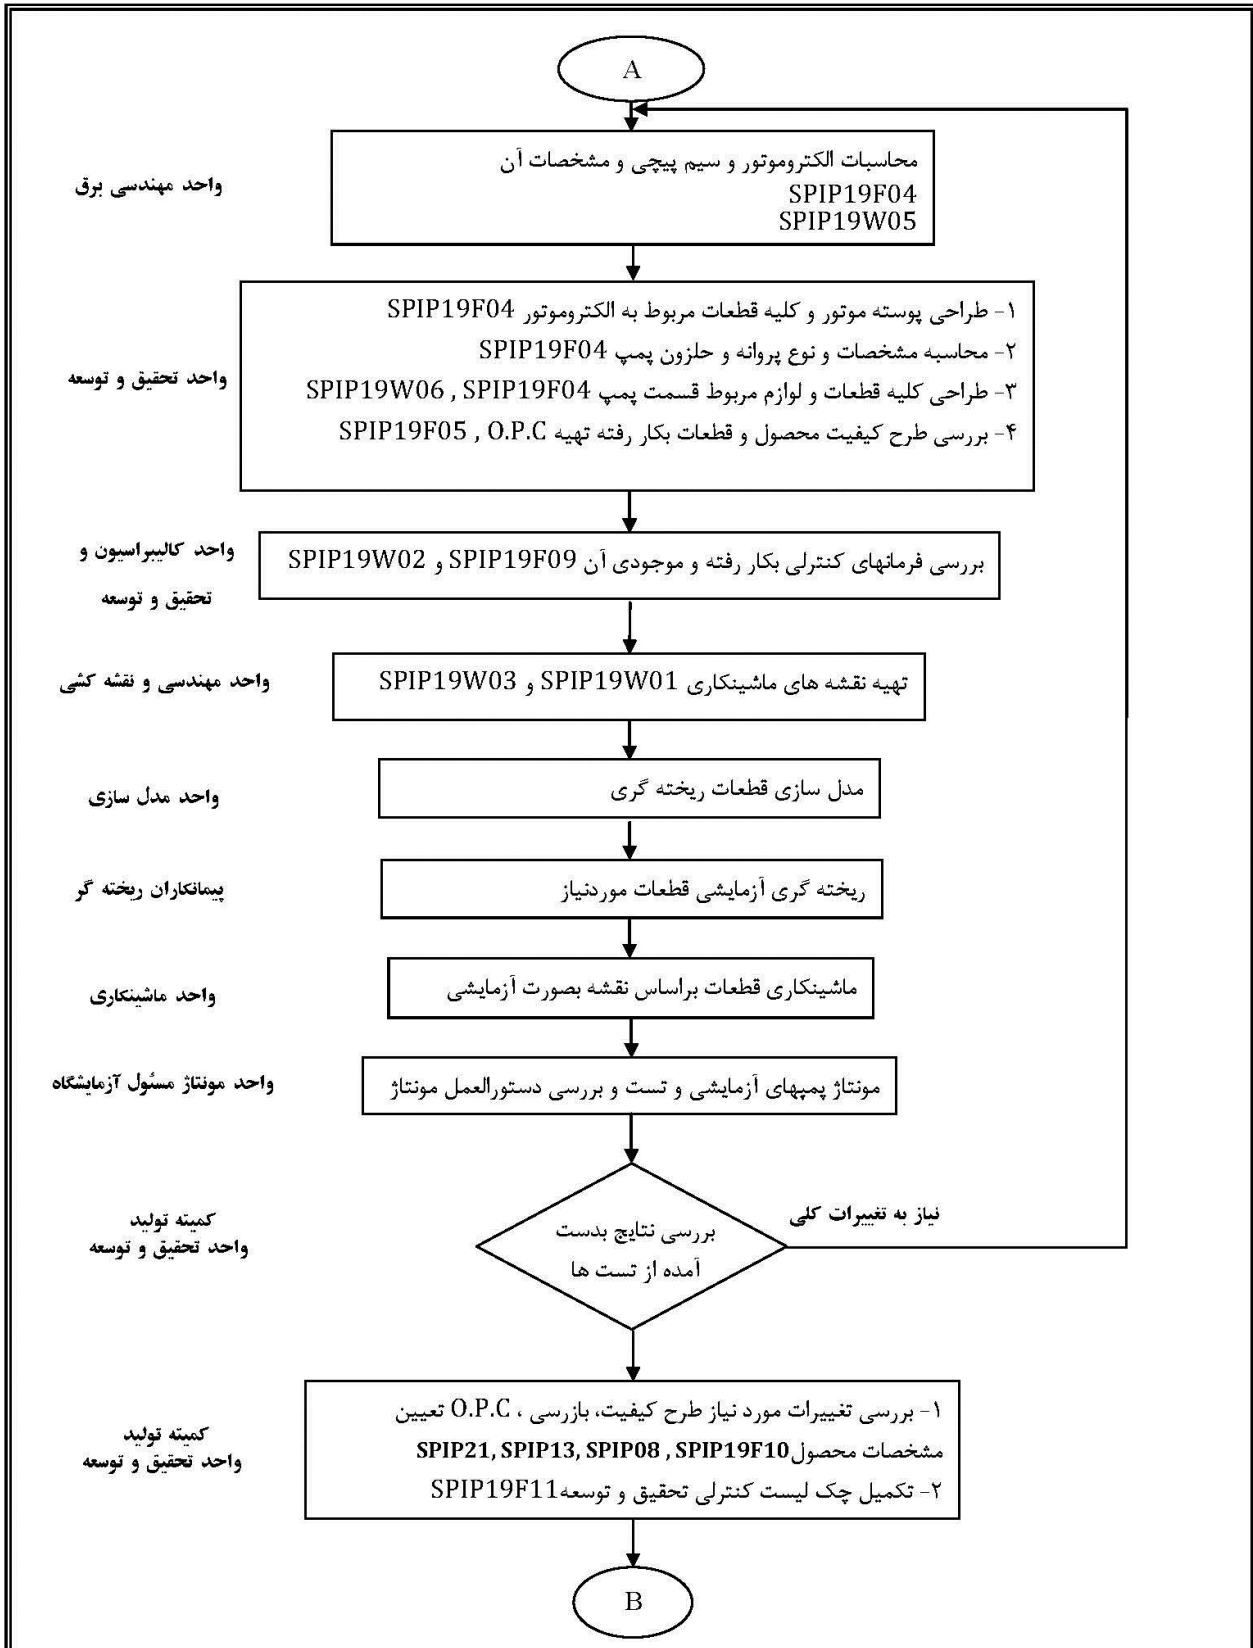 A
محاسبات الکتروموتور و سیم پیچی و مشخصات آن
SPIP19F04
SPIP19W05
واحد مهندسی برق
۱- طراحی پوسته موتور و کلیه قطعات مربوط به الکتروموتور SPIP19F04
۲- محاسبه مشخصات و نوع پروانه و حلزون پمپ SPIP19F04
۳- طراحی کلیه قطعات و لوازم مربوط قسمت پمپ SPIP19W06 , SPIP19F04
۴- بررسی طرح کیفیت محصول و قطعات بکار رفته تهیه SPIP19F05 , O.P.C
واحد تحقیق و توسعه
بررسی فرمانهای کنترلی بکار رفته و موجودی آن SPIP19F09 و SPIP19W02
واحد کالیبراسیون و
تحقیق و توسعه
تهیه نقشه های ماشینکاری SPIP19W01 و SPIP19W03
واحد مهندسی و نقشه کشی
مدل سازی قطعات ریخته گری
واحد مدل سازی
ریخته گری آزمایشی قطعات موردنیاز
پیمانکاران ریخته گر
ماشینکاری قطعات براساس نقشه بصورت آزمایشی
واحد ماشینکاری
مونتاژ پمپهای آزمایشی و تست و بررسی دستورالعمل مونتاژ
واحد مونتاژ مسئول آزمایشگاه
نیاز به تغییرات کلی
بررسی نتایج بدست
آمده از تست ها
کمیته تولید
واحد تحقیق و توسعه
۱- بررسی تغییرات مورد نیاز طرح کیفیت، بازرسی ، O.P.C تعیین
مشخصات محصول SPIP21, SPIP13, SPIP08 , SPIP19F10
۲- تکمیل چک لیست کنترلی تحقیق و توسعه SPIP19F11
کمیته تولید
واحد تحقیق و توسعه
B